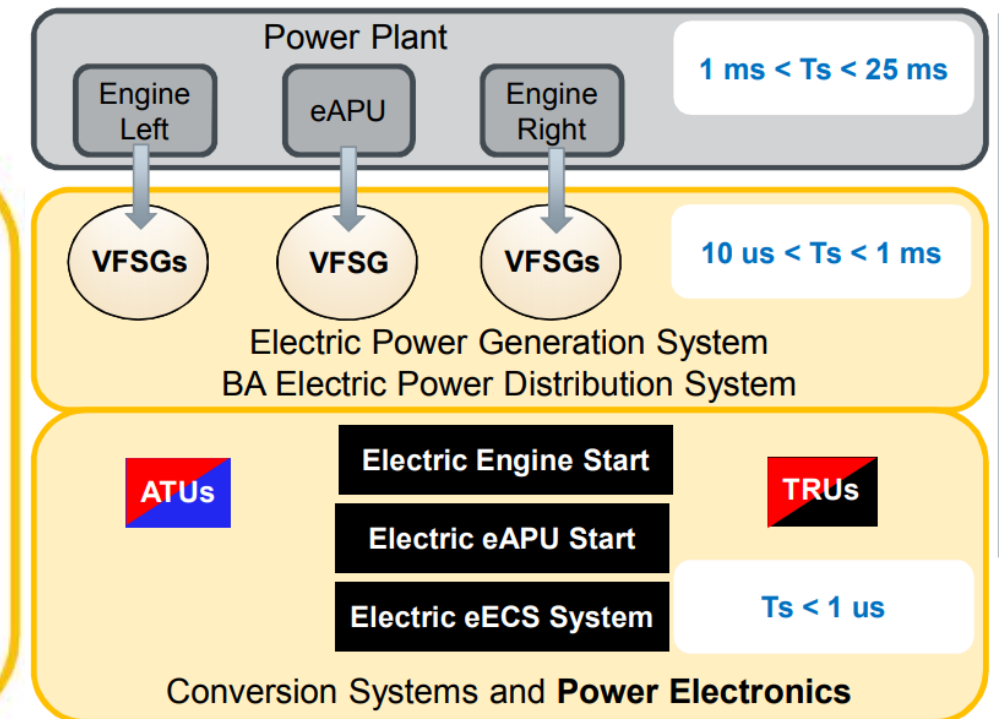 Power Plant
1 ms < Ts < 25 ms
Engine
Left
eAPU
Engine
Right
VFSGs
VFSG
VFSGs
10 us < Ts < 1 ms
Electric Power Generation System
BA Electric Power Distribution System
ATUs
Electric Engine Start
TRUs
Electric eAPU Start
Electric eECS System
Ts < 1 us
Conversion Systems and Power Electronics